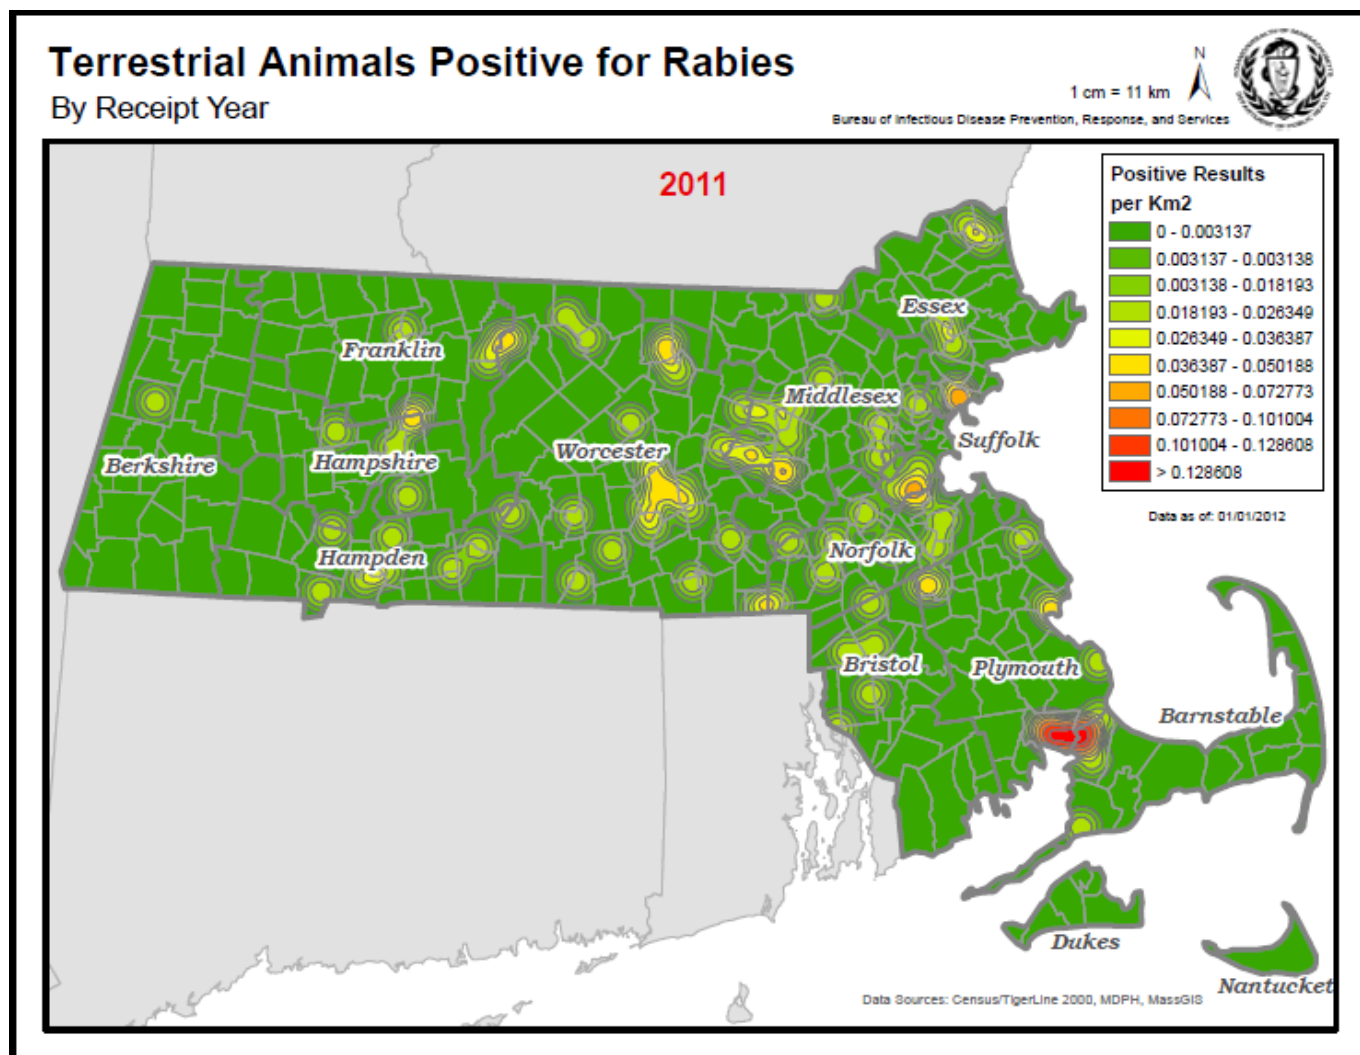 Terrestrial Animals Positive for Rabies
By Receipt Year
N
1 cm = 11 km
Bureau of Infectious Disease Prevention, Response, and Services
2011
Positive Results
per Km2
0 - 0.003137
0.003137 - 0.003138
0.003138 - 0.018193
0.018193 - 0.026349
0.026349 - 0.036387
0.036387 - 0.050188
0.050188 - 0.072773
0.072773 - 0.101004
0.101004 - 0.128608
> 0.128608
Data as of: 01/01/2012
Essex
Franklin
Middlesex
Suffolk
Worcester
Berkshire
Hampshire
Hampden
Norfolk
Bristol
Plymouth
Barnstable
Dukes
Nantucket
Data Sources: Census/TigerLine 2000, MDPH, MassGIS